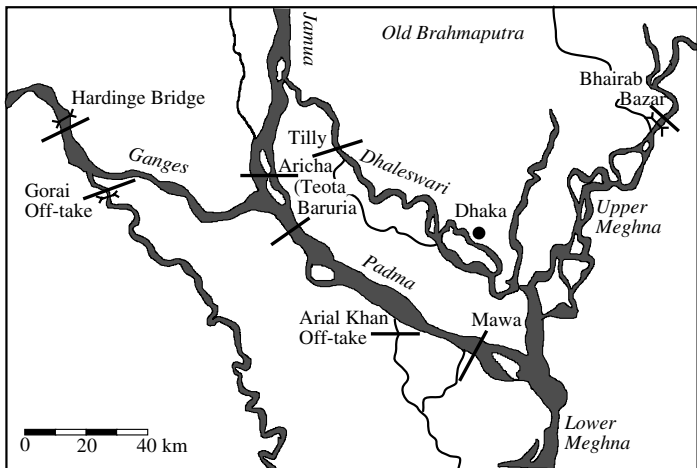 Jamua
Old Brahmaputra
Bhairab
Bazar
Hardinge Bridge
Ganges
Tilly
Aricha
(Teota
Baruria
Dhaleswari
Gorai
Off-take
Dhaka
Upper
Meghna
Padma
Arial Khan
Off-take
Mawa
Lower
Meghna
0 20 40 km